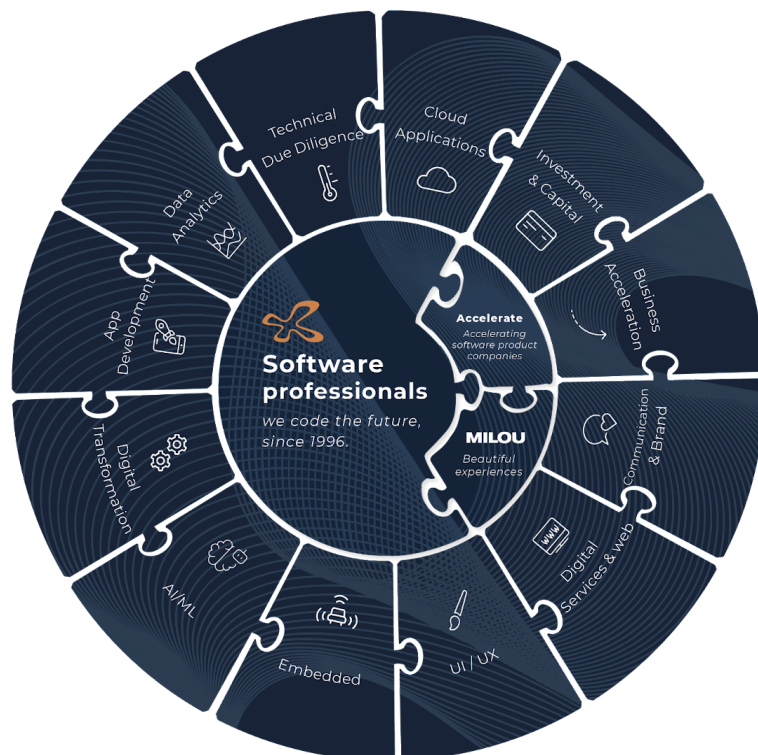 Technical
Due Diligence
Cloud
Applications
Investment
& Capital
Business
Acceleration
Communication
& Brand
Digital
Services & web
WWW
UI / UX
Embedded
AI/ML
Digital
Transformation
App
Development
Data
Analytics
Software
professionals
we code the future,
since 1996.
Accelerate
Accelerating
software product
companies
MILOU
Beautiful
experiences